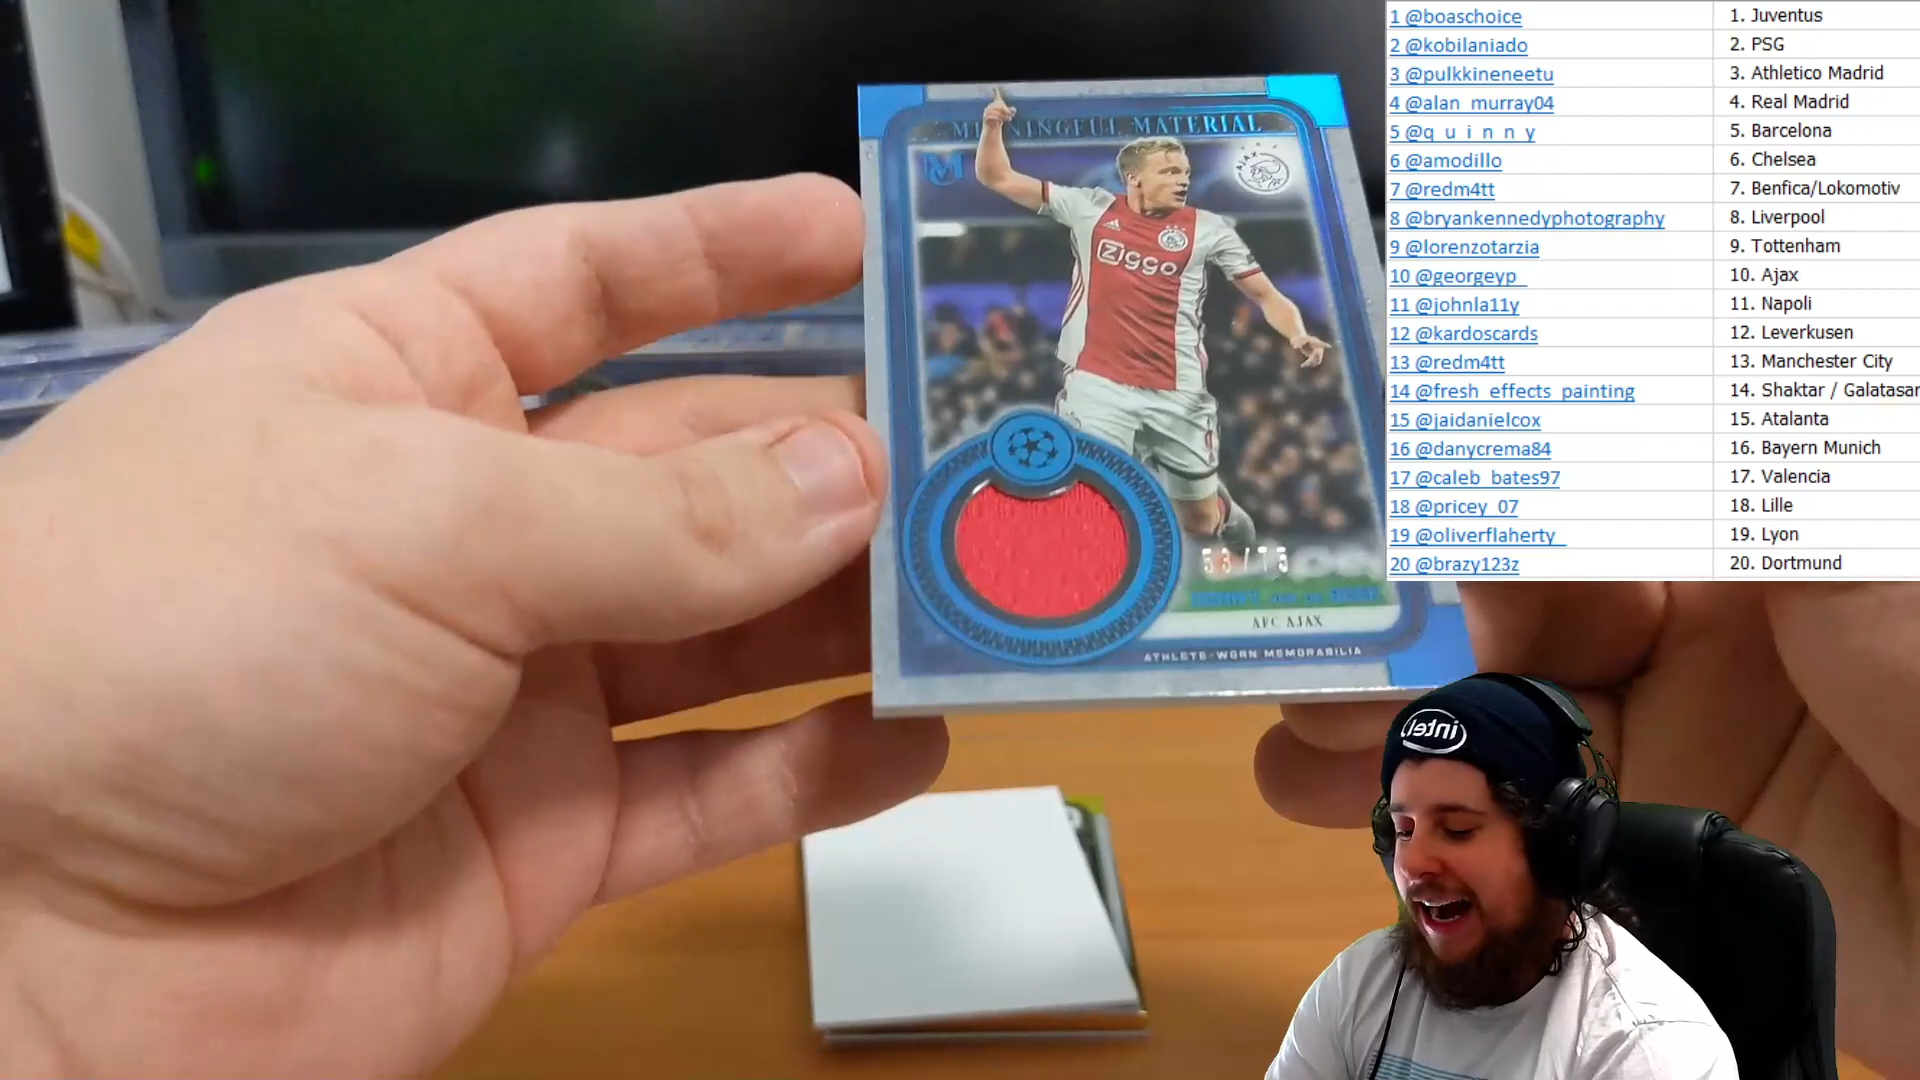 MEANINGFUL MATERIAL
M
AJAX
ziggo
AFC AJAX
ATHLETE-WORN MEMORABILIA
intel
1 @boaschoice 1. Juventus
2 @kobilaniado 2. PSG
3 @pulkkineneetu 3. Athletico Madrid
4 @alan_murray04 4. Real Madrid
5 @q_u_i_n_n_y 5. Barcelona
6 @amodillo 6. Chelsea
7 @redm4tt 7. Benfica/Lokomotiv
8 @bryankennedyphotography 8. Liverpool
9 @lorenzotarzia 9. Tottenham
10 @georgeyp_ 10. Ajax
11 @johnla11y 11. Napoli
12 @kardoscards 12. Leverkusen
13 @redm4tt 13. Manchester City
14 @fresh_effects_painting 14. Shaktar / Galatasar
15 @jaidanielcox 15. Atalanta
16 @danycrema84 16. Bayern Munich
17 @caleb_bates97 17. Valencia
18 @pricey_07 18. Lille
19 @oliverflaherty_ 19. Lyon
20 @brazy123z 20. Dortmund